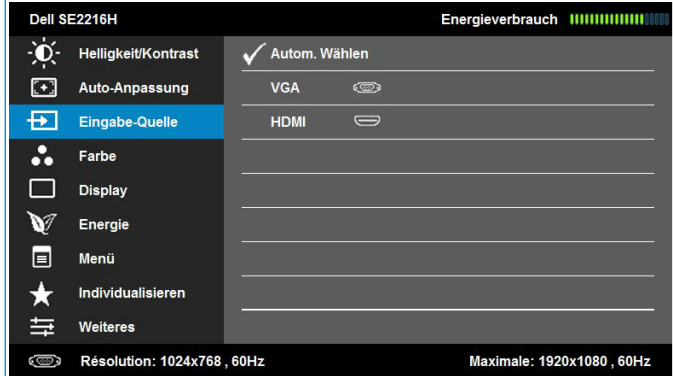 Dell SE2216H
Energieverbrauch
Helligkeit/Kontrast
Autom. Wählen
Auto-Anpassung
VGA
Eingabe-Quelle
HDMI
Farbe
Display
Energie
Menü
Individualisieren
Weiteres
Résolution: 1024x768 , 60Hz
Maximale: 1920x1080 , 60Hz